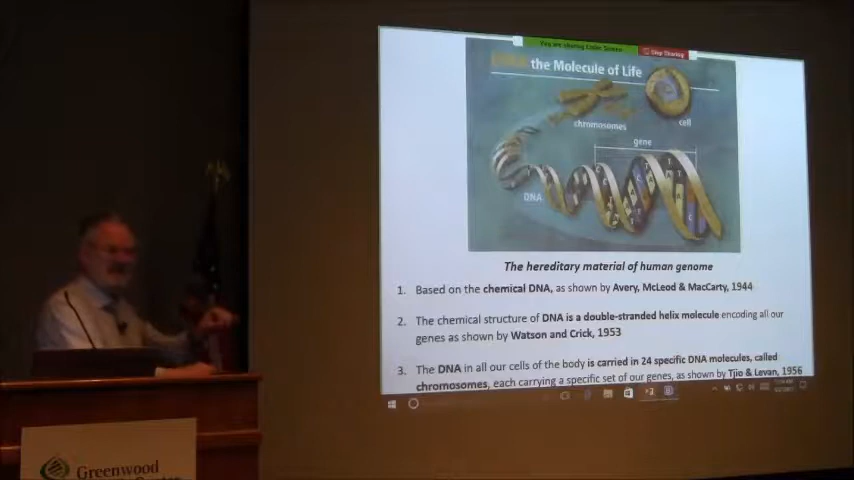 You are sharing
Stop Sharing
DNA the Molecule of Life
chromosomes
cell
gene
DNA
The hereditary material of human genome
1. Based on the chemical DNA, as shown by Avery, McLeod & MacCarty, 1944
2. The chemical structure of DNA is a double-stranded helix molecule encoding all our
genes as shown by Watson and Crick, 1953
3. The DNA in all our cells of the body is carried in 24 specific DNA molecules, called
chromosomes, each carrying a specific set of our genes, as shown by Tjio & Levan, 1956
Greenwood